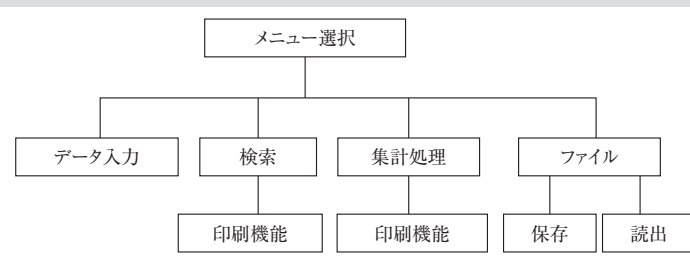 メニュー選択
データ入力
検索
集計処理
ファイル
印刷機能
印刷機能
保存
読出